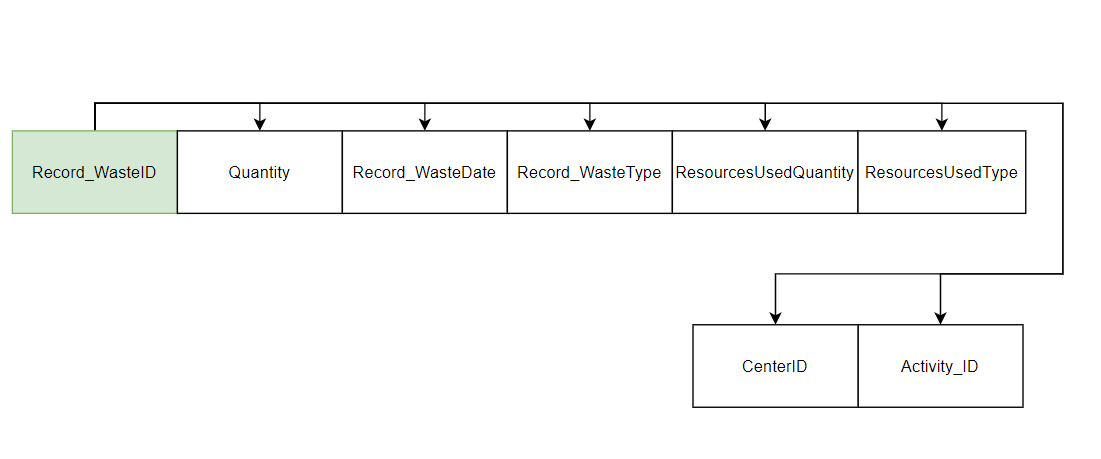 Record_WasteID
Quantity
Record_WasteDate
Record_WasteType
ResourcesUsedQuantity
ResourcesUsedType
CenterID
Activity_ID